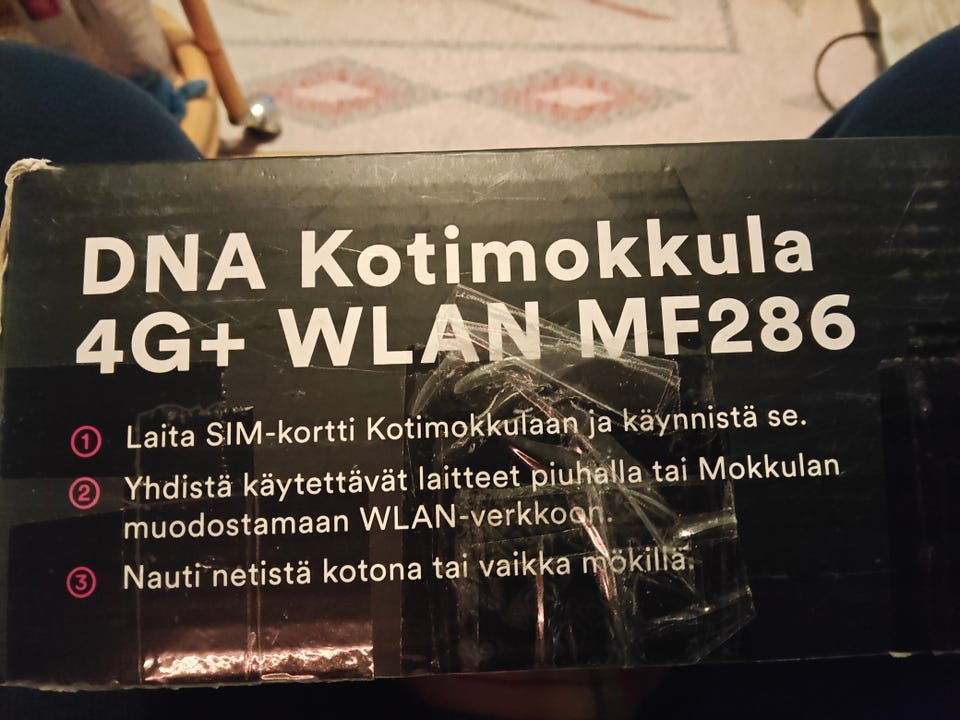 DNA Kotimokkula
4G+ WLAN MF286
1 Laita SIM-kortti Kotimokkulaan ja käynnistä se.
2 Yhdistä käytettävät laitteet piuhalla tai Mokkulan
muodostamaan WLAN-verkkoon.
3 Nauti netistä kotona tai vaikka mökillä.